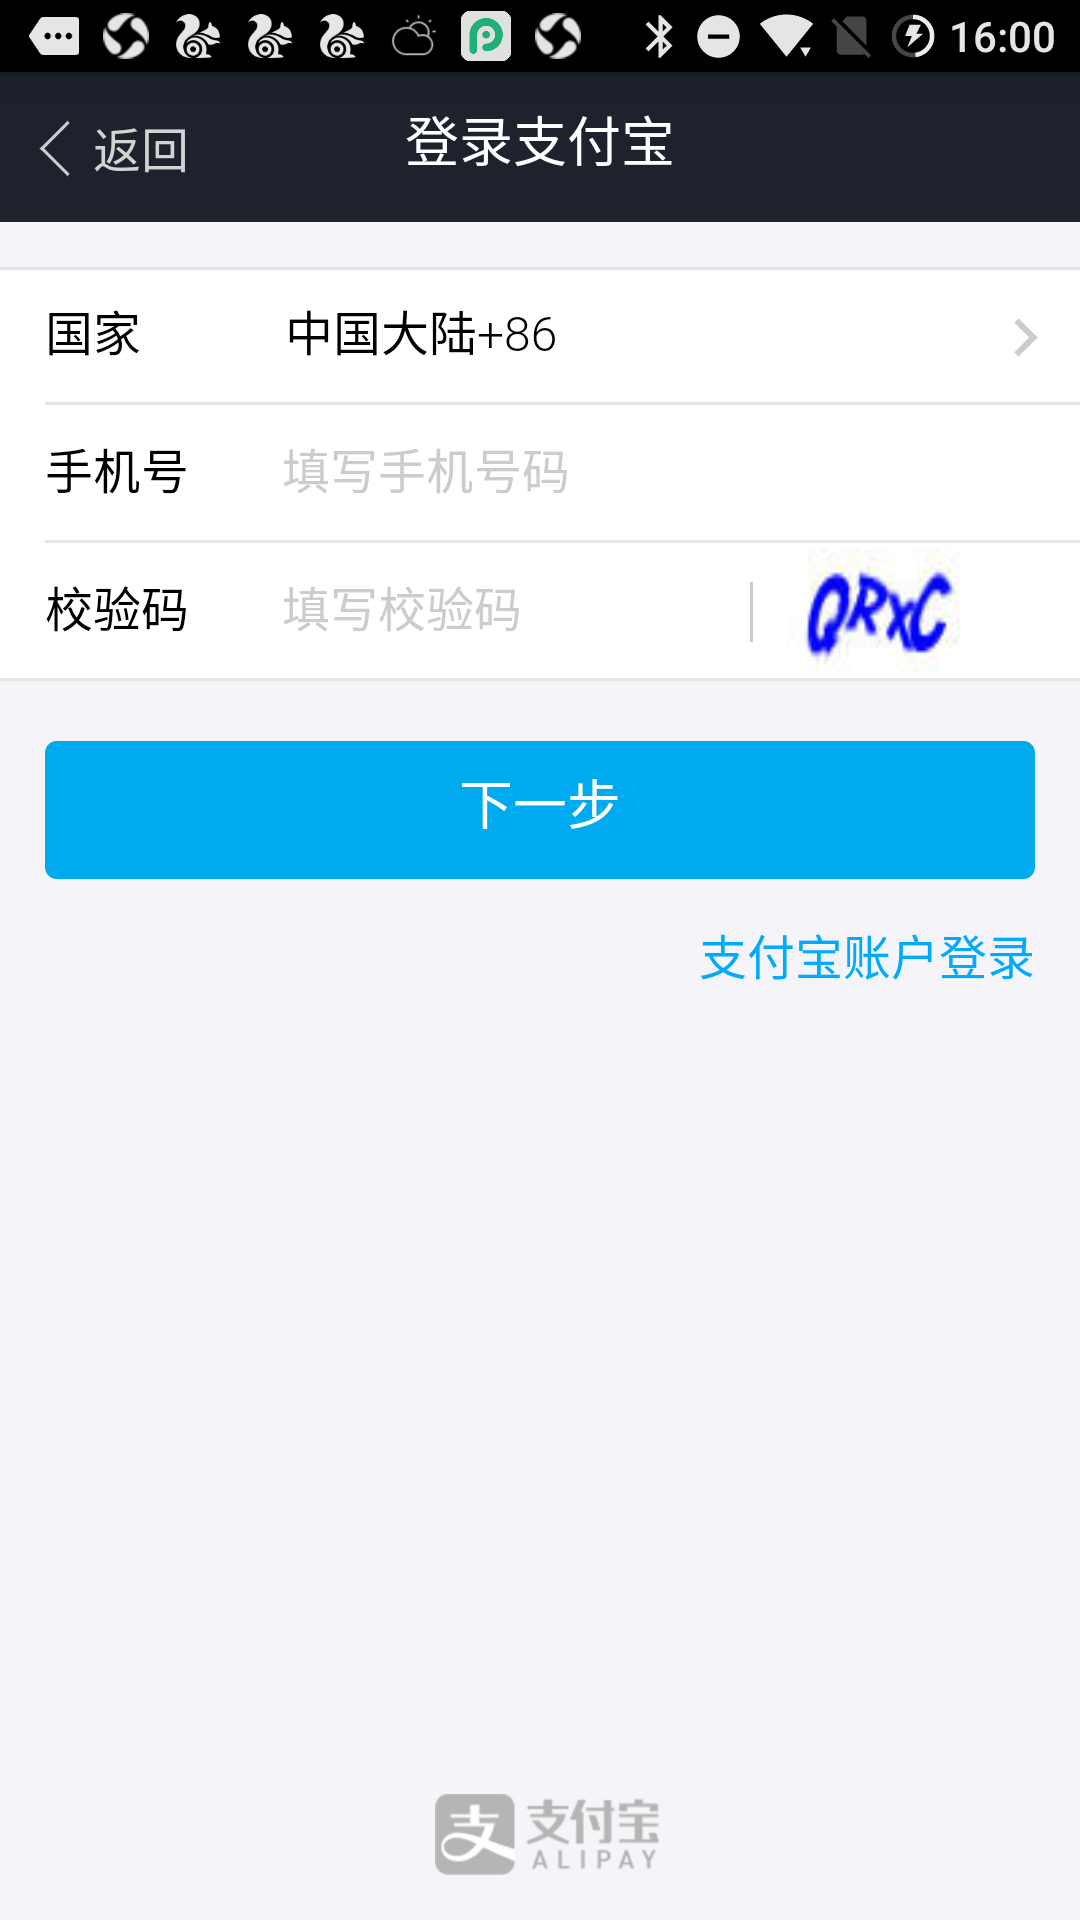 16:00
返回
登录支付宝
国家 中国大陆+86
手机号 填写手机号码
校验码 填写校验码 QRXC
下一步
支付宝账户登录
支 支付宝
ALIPAY